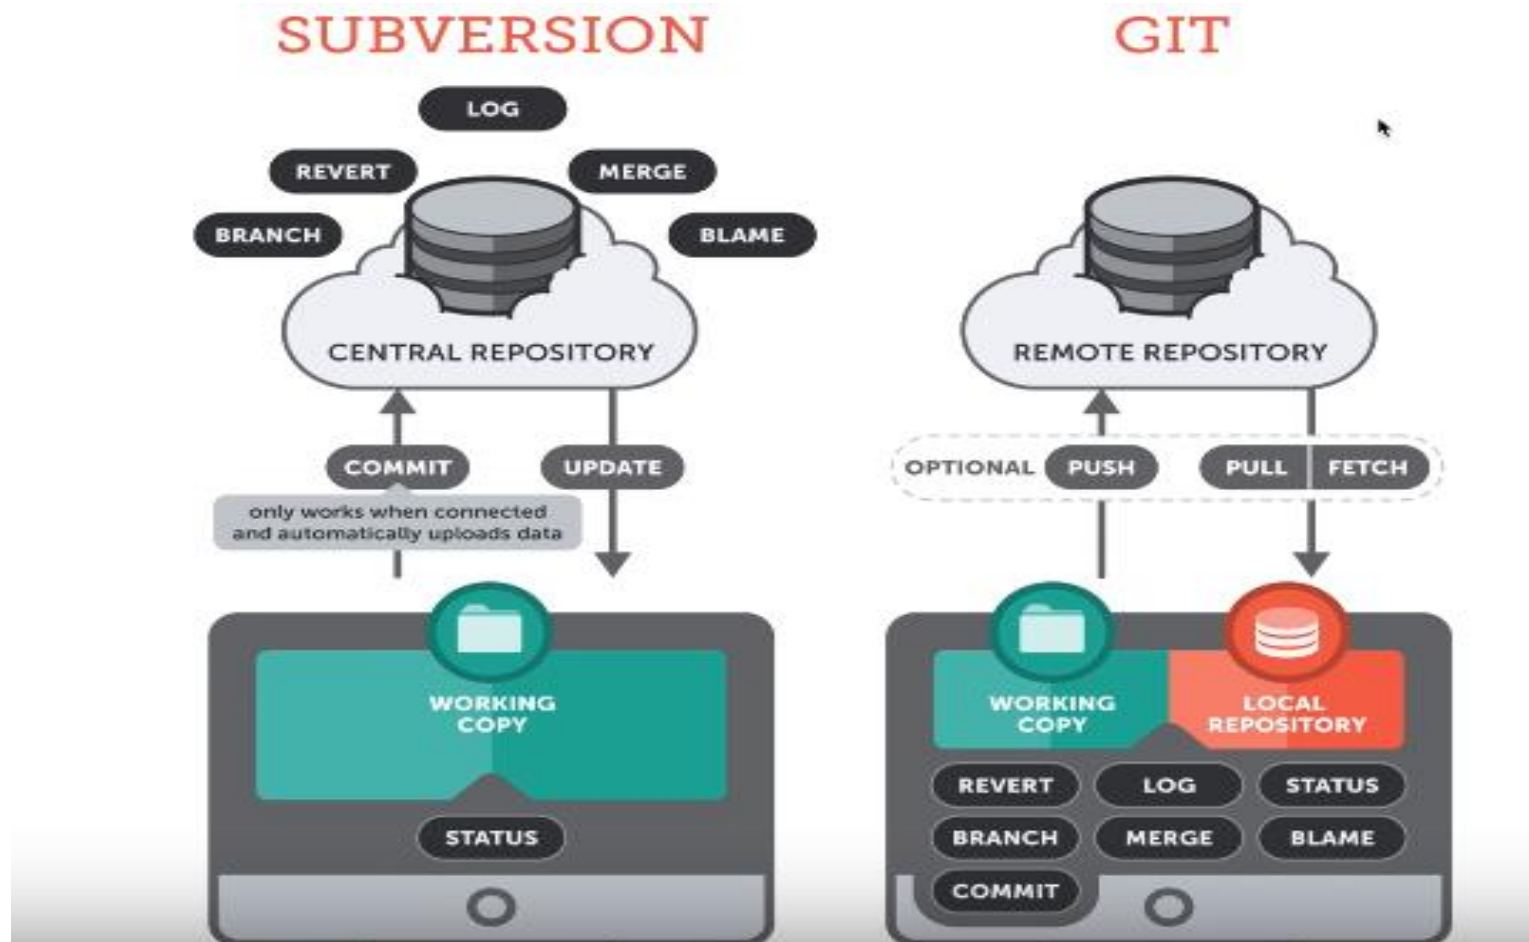 SUBVERSION
LOG
REVERT
MERGE
BRANCH
BLAME
CENTRAL REPOSITORY
COMMIT
UPDATE
only works when connected
and automatically uploads data
WORKING
COPY
STATUS
GIT
REMOTE REPOSITORY
OPTIONAL
PUSH
PULL
FETCH
WORKING
COPY
LOCAL
REPOSITORY
REVERT
LOG
STATUS
BRANCH
MERGE
BLAME
COMMIT